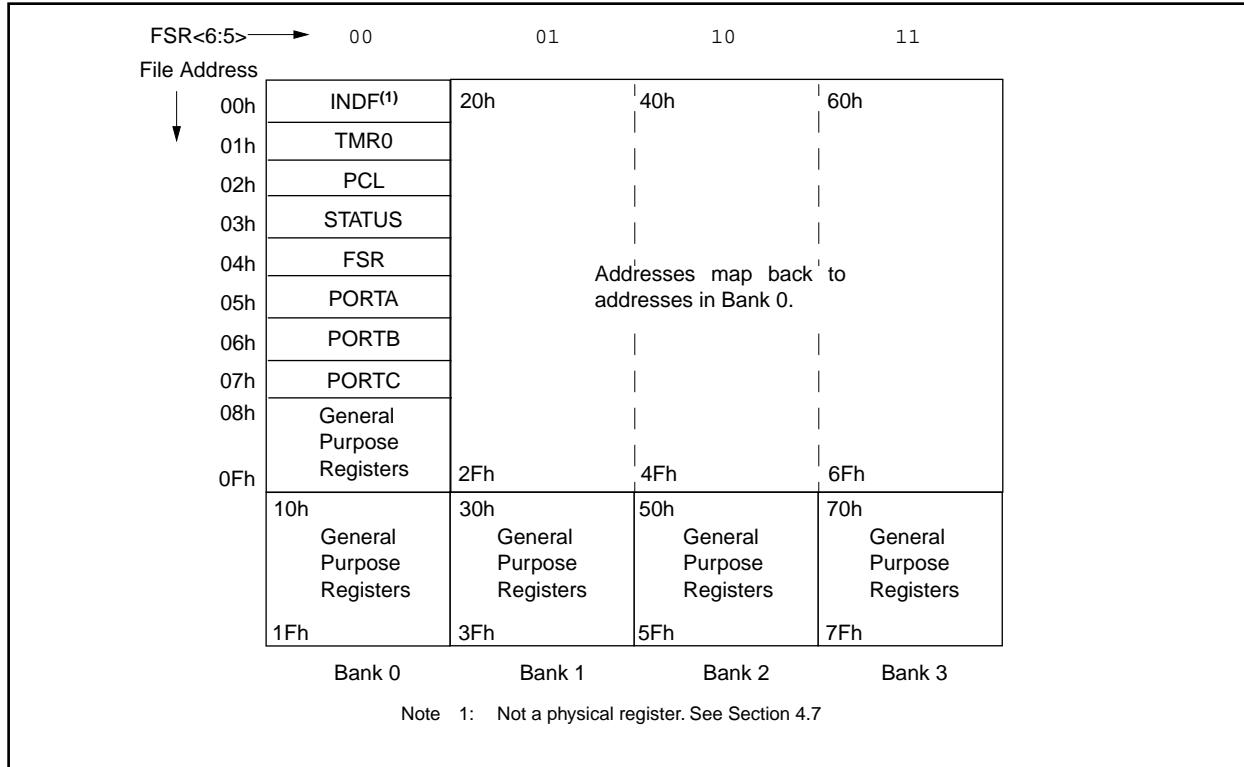 FSR<6:5> 00 01 10 11
File Address
00h INDF(1) 20h 40h 60h
01h TMR0
02h PCL
03h STATUS
04h FSR
Addresses map back to
05h PORTA addresses in Bank 0.
06h PORTB
07h PORTC
08h General
Purpose
Registers
0Fh 2Fh 4Fh 6Fh
10h 30h 50h 70h
General General General General
Purpose Purpose Purpose Purpose
Registers Registers Registers Registers
1Fh 3Fh 5Fh 7Fh
Bank 0 Bank 1 Bank 2 Bank 3
Note 1: Not a physical register. See Section 4.7